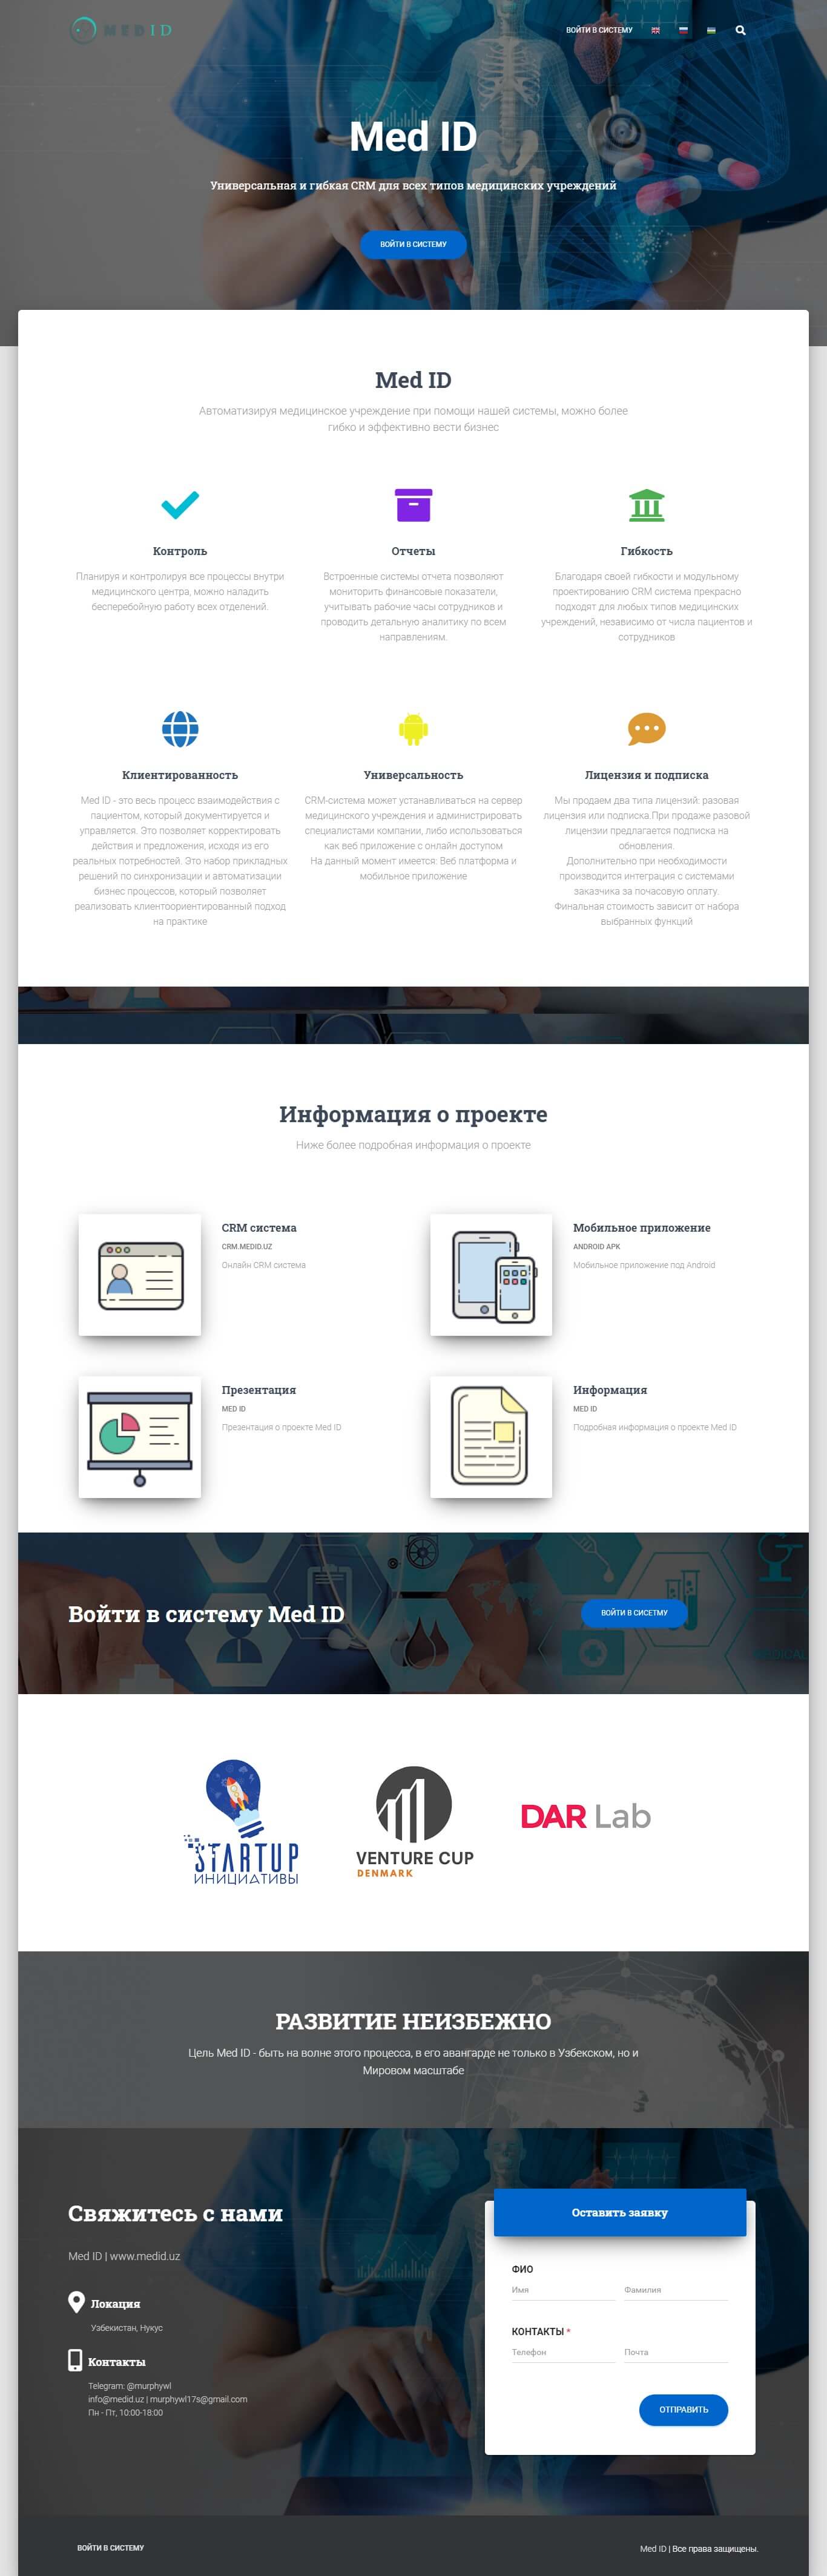 MED ID
ВОЙТИ В СИСТЕМУ
Med ID
Универсальная и гибкая CRM для всех типов медицинских учреждений
ВОЙТИ В СИСТЕМУ
Med ID
Автоматизируя медицинское учреждение при помощи нашей системы, можно более
гибко и эффективно вести бизнес
Контроль
Планируя и контролируя все процессы внутри
медицинского центра, можно наладить
бесперебойную работу всех отделений.
Отчеты
Встроенные системы отчета позволяют
мониторить финансовые показатели,
учитывать рабочие часы сотрудников и
проводить детальную аналитику по всем
направлениям.
Гибкость
Благодаря своей гибкости и модульному
проектированию CRM система прекрасно
подходят для любых типов медицинских
учреждений, независимо от числа пациентов и
сотрудников
Клиентированность
Med ID - это весь процесс взаимодействия с
пациентом, который документируется и
управляется. Это позволяет корректировать
действия и предложения, исходя из его
реальных потребностей. Это набор прикладных
решений по синхронизации и автоматизации
бизнес процессов, который позволяет
реализовать клиентоориентированный подход
на практике
Универсальность
CRM-система может устанавливаться на сервер
медицинского учреждения и администрировать
специалистами компании, либо использоваться
как веб приложение с онлайн доступом
На данный момент имеется: Веб платформа и
мобильное приложение
Лицензия и подписка
Мы продаем два типа лицензий: разовая
лицензия или подписка.При продаже разовой
лицензии предлагается подписка на
обновления.
Дополнительно при необходимости
производится интеграция с системами
заказчика за почасовую оплату.
Финальная стоимость зависит от набора
выбранных функций
Информация о проекте
Ниже более подробная информация о проекте
CRM система
CRM.MEDID.UZ
Онлайн CRM система
Мобильное приложение
ANDROID APK
Мобильное приложение под Android
Презентация
MED ID
Презентация о проекте Med ID
Информация
MED ID
Подробная информация о проекте Med ID
Войти в систему Med ID
ВОЙТИ В СИСЕТМУ
STARTUP
ИНИЦИАТИВЫ
VENTURE CUP
DENMARK
DAR Lab
РАЗВИТИЕ НЕИЗБЕЖНО
Цель Med ID - быть на волне этого процесса, в его авангарде не только в Узбекском, но и
Мировом масштабе
Свяжитесь с нами
Med ID | www.medid.uz
Локация
Узбекистан, Нукус
Контакты
Telegram: @murphywl
info@medid.uz | murphywl17s@gmail.com
Пн - Пт, 10:00-18:00
Оставить заявку
ФИО
Имя Фамилия
КОНТАКТЫ *
Телефон Почта
ОТПРАВИТЬ
ВОЙТИ В СИСТЕМУ
Med ID | Все права защищены.